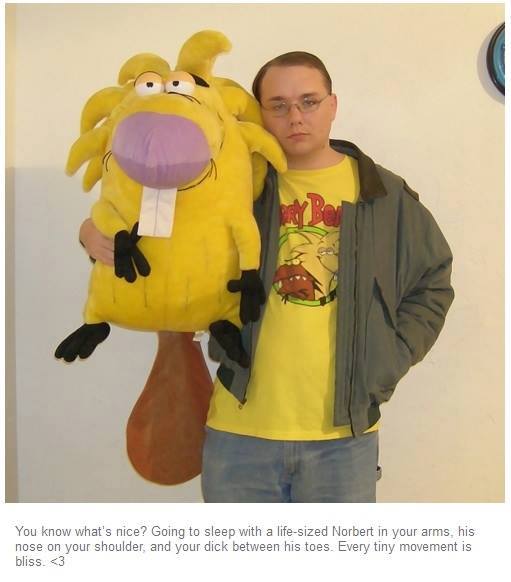 RY Be
You know what's nice? Going to sleep with a life-sized Norbert in your arms, his
nose on your shoulder, and your dick between his toes. Every tiny movement is
bliss. <3